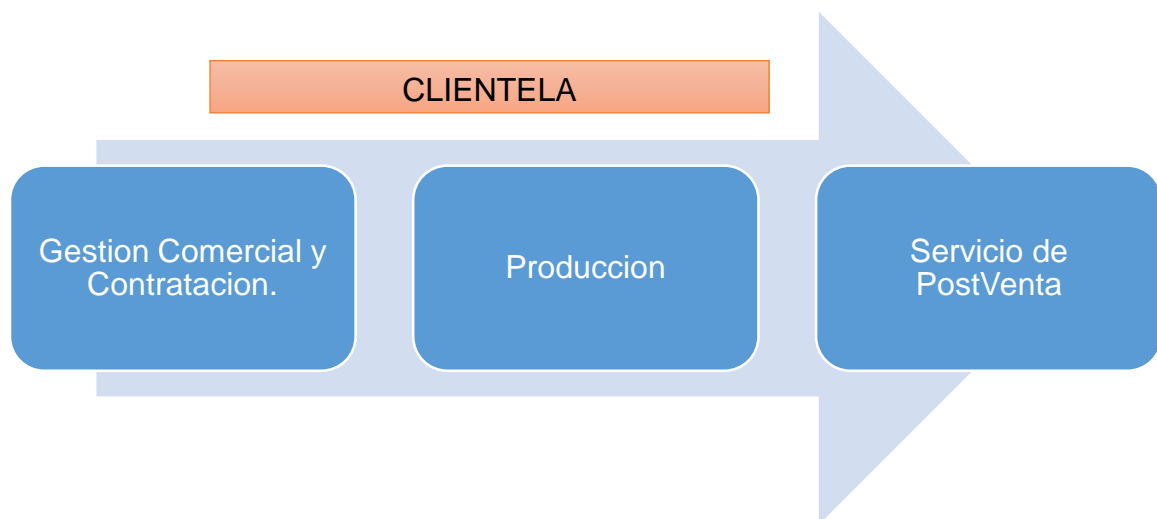 CLIENTELA
Gestion Comercial y
Contratacion.
Produccion
Servicio de
PostVenta